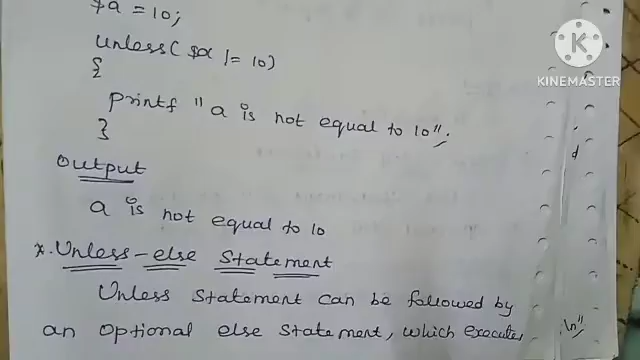 $a = 10;
unless($a != 10)
{
printf "a is not equal to 10";
}
Output
a is not equal to 10
*. Unless-else Statement
Unless Statement can be followed by
an optional else statement, which executes
\n"
K
KINEMASTER